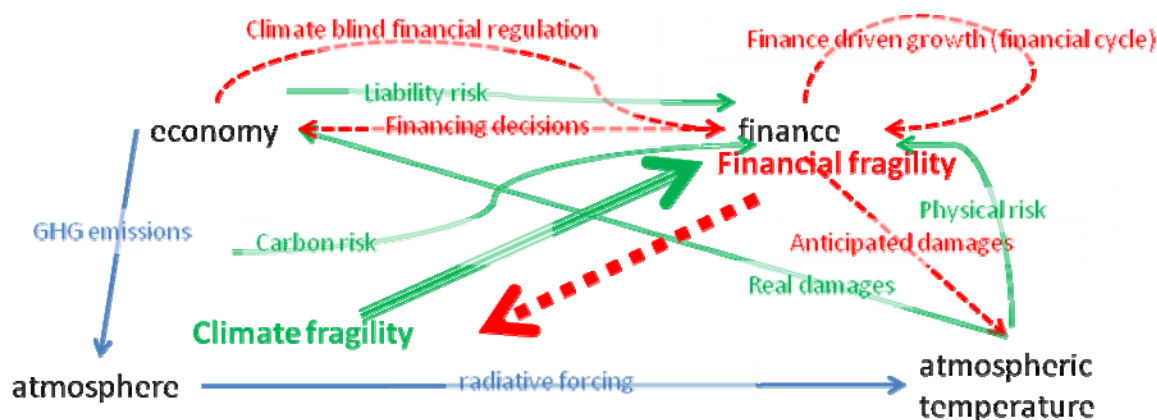 Climate blind financial regulation
Finance driven growth (financial cycle)
Liability risk
economy
Financing decisions
finance
Financial fragility
GHG emissions
Carbon risk
Physical risk
Anticipated damages
Real damages
Climate fragility
atmosphere
radiative forcing
atmospheric
temperature